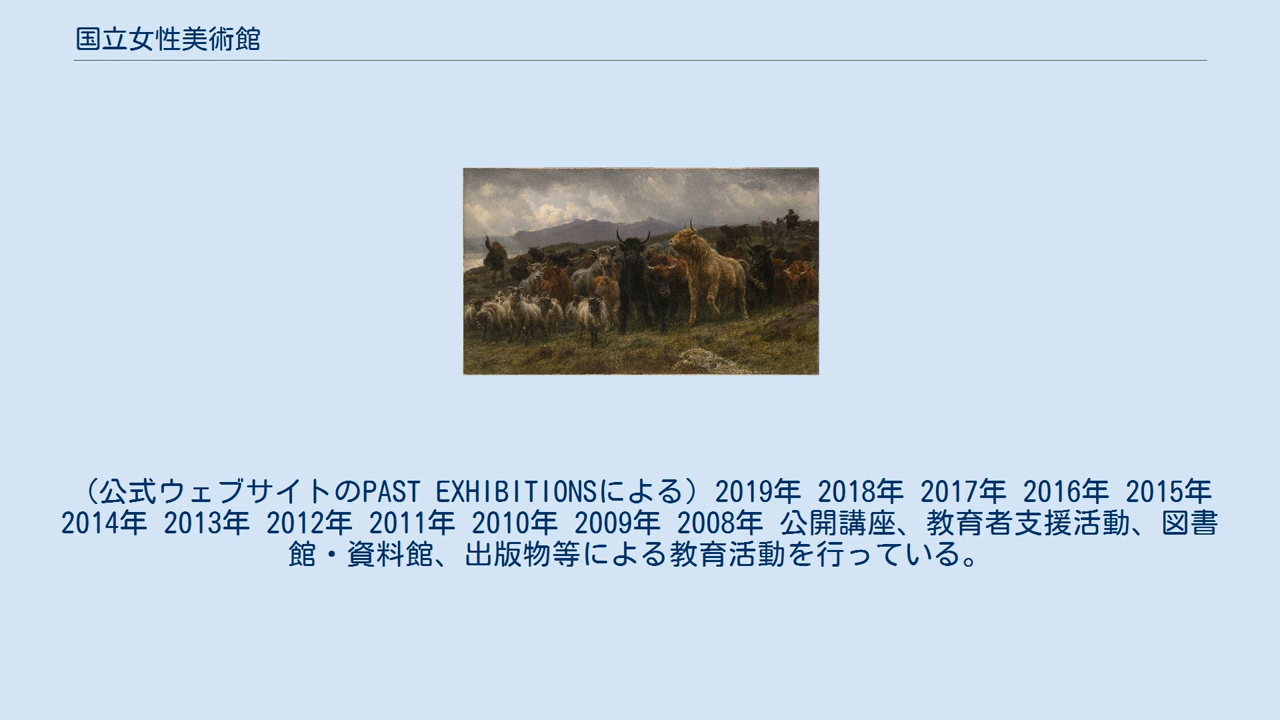 国立女性美術館
（公式ウェブサイトのPAST EXHIBITIONSによる）2019年 2018年 2017年 2016年 2015年
2014年 2013年 2012年 2011年 2010年 2009年 2008年 公開講座、教育者支援活動、図書
館・資料館、出版物等による教育活動を行っている。